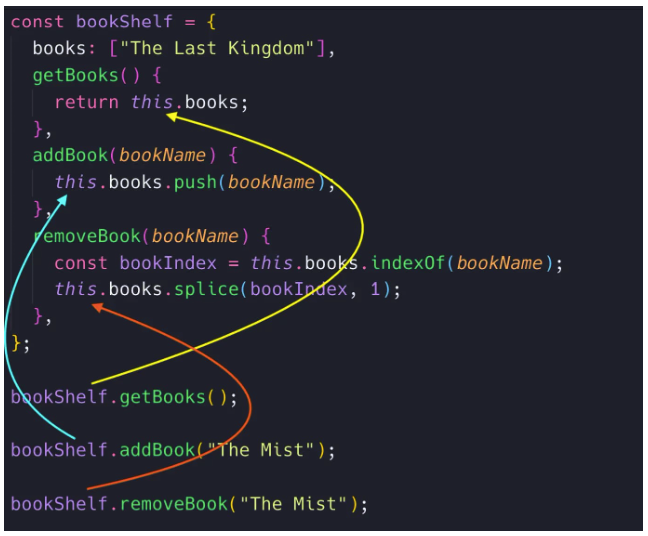 const bookShelf = {
  books: ["The Last Kingdom"],
  getBooks() {
    return this.books;
  },
  addBook(bookName) {
    this.books.push(bookName);
  },
  removeBook(bookName) {
    const bookIndex = this.books.indexOf(bookName);
    this.books.splice(bookIndex, 1);
  },
};
bookShelf.getBooks();
bookShelf.addBook("The Mist");
bookShelf.removeBook("The Mist");